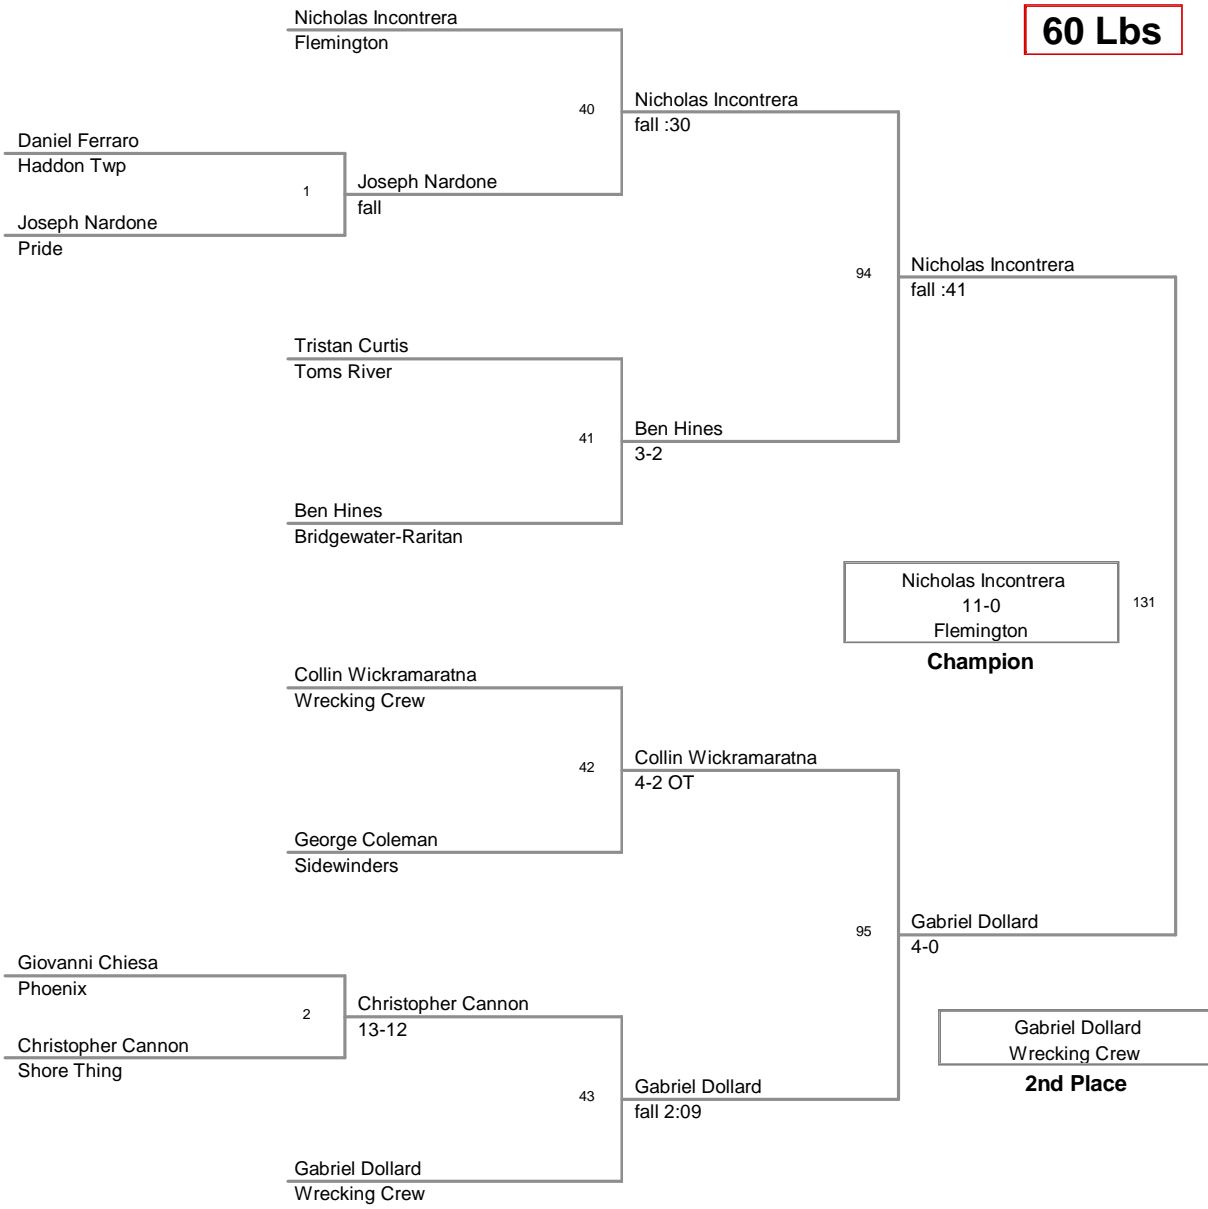 Nicholas Incontrera
Flemington
60 Lbs
40
Nicholas Incontrera
fall :30
Daniel Ferraro
Haddon Twp
1
Joseph Nardone
fall
Joseph Nardone
Pride
94
Nicholas Incontrera
fall :41
Tristan Curtis
Toms River
41
Ben Hines
3-2
Ben Hines
Bridgewater-Raritan
Nicholas Incontrera
11-0
Flemington
131
Champion
Collin Wickramaratna
Wrecking Crew
42
Collin Wickramaratna
4-2 OT
George Coleman
Sidewinders
95
Gabriel Dollard
4-0
Giovanni Chiesa
Phoenix
2
Christopher Cannon
13-12
Christopher Cannon
Shore Thing
Gabriel Dollard
Wrecking Crew
2nd Place
43
Gabriel Dollard
fall 2:09
Gabriel Dollard
Wrecking Crew